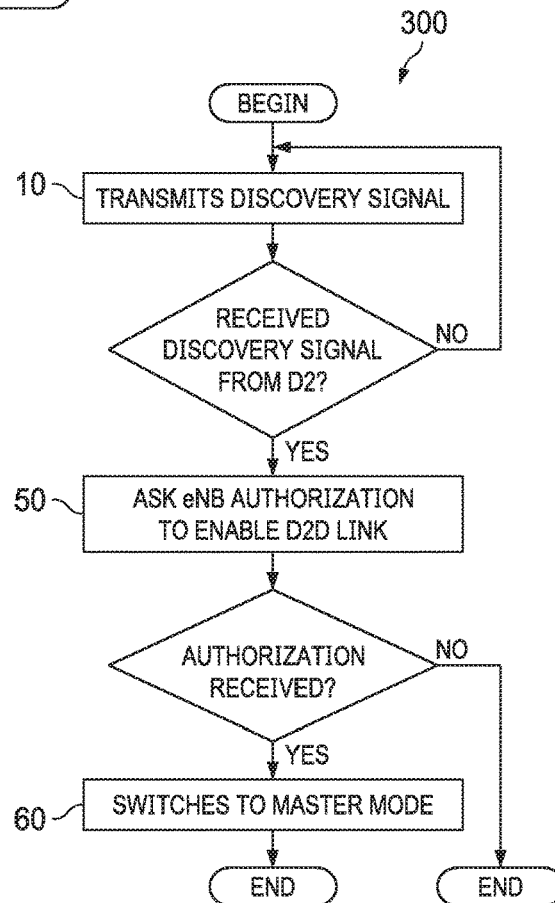 300
BEGIN
10
TRANSMITS DISCOVERY SIGNAL
RECEIVED
DISCOVERY SIGNAL
FROM D2?
NO
YES
50
ASK eNB AUTHORIZATION
TO ENABLE D2D LINK
AUTHORIZATION
RECEIVED?
NO
YES
60
SWITCHES TO MASTER MODE
END
END